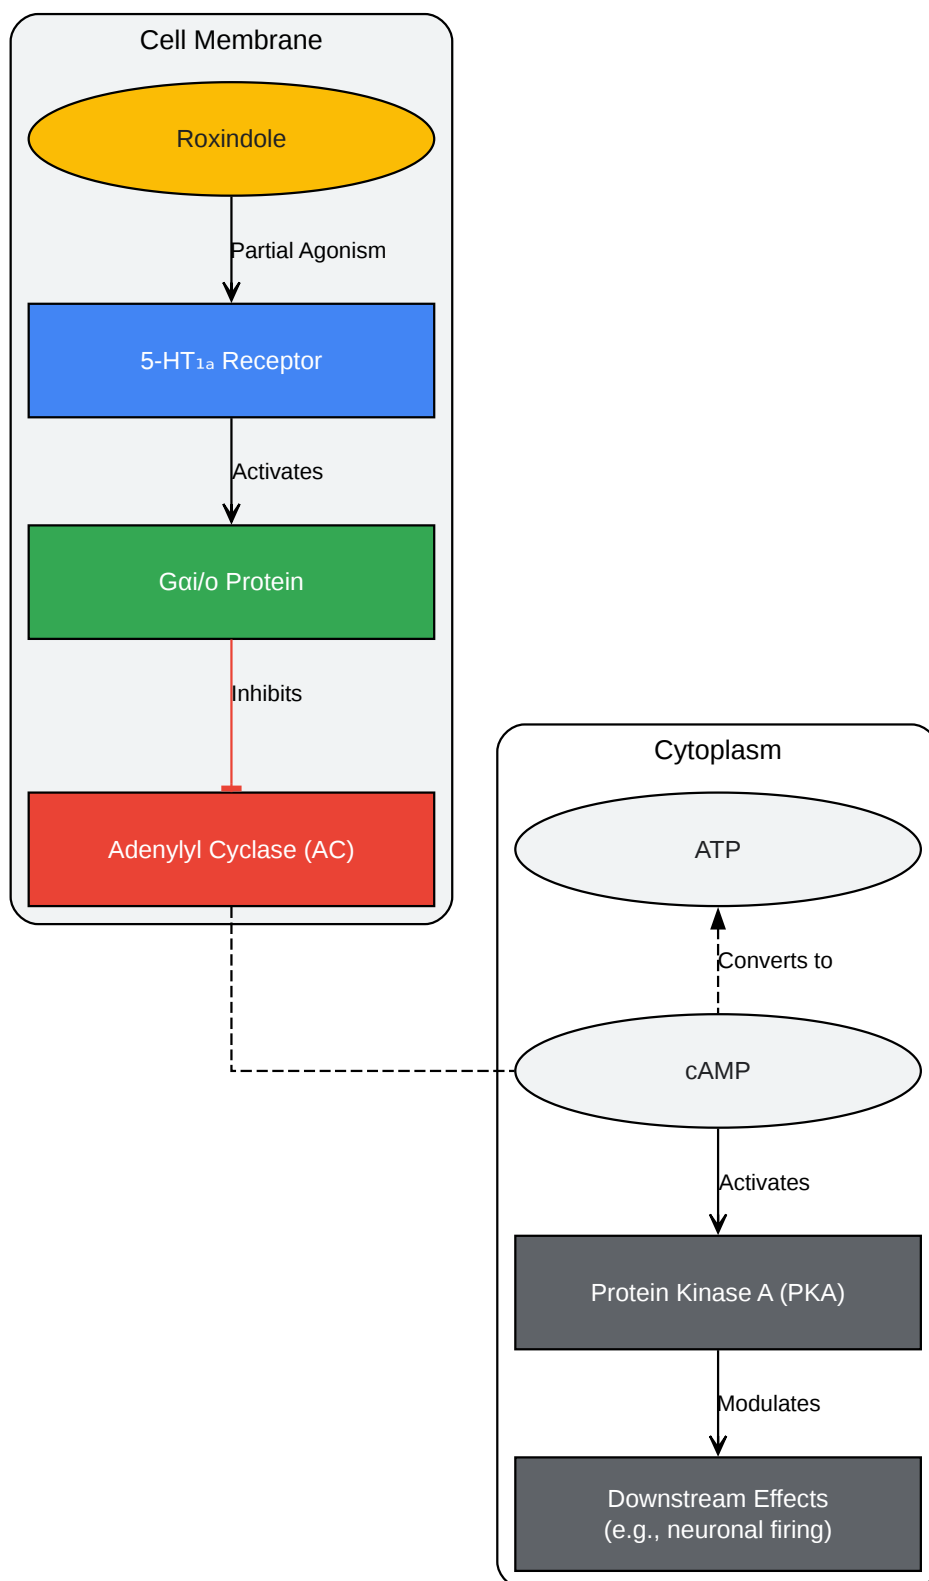 Cell Membrane
Roxindole
Partial Agonism
5-HT₁ₐ Receptor
Activates
Gαi/o Protein
Inhibits
Adenylyl Cyclase (AC)
Cytoplasm
ATP
Converts to
cAMP
Activates
Protein Kinase A (PKA)
Modulates
Downstream Effects
(e.g., neuronal firing)